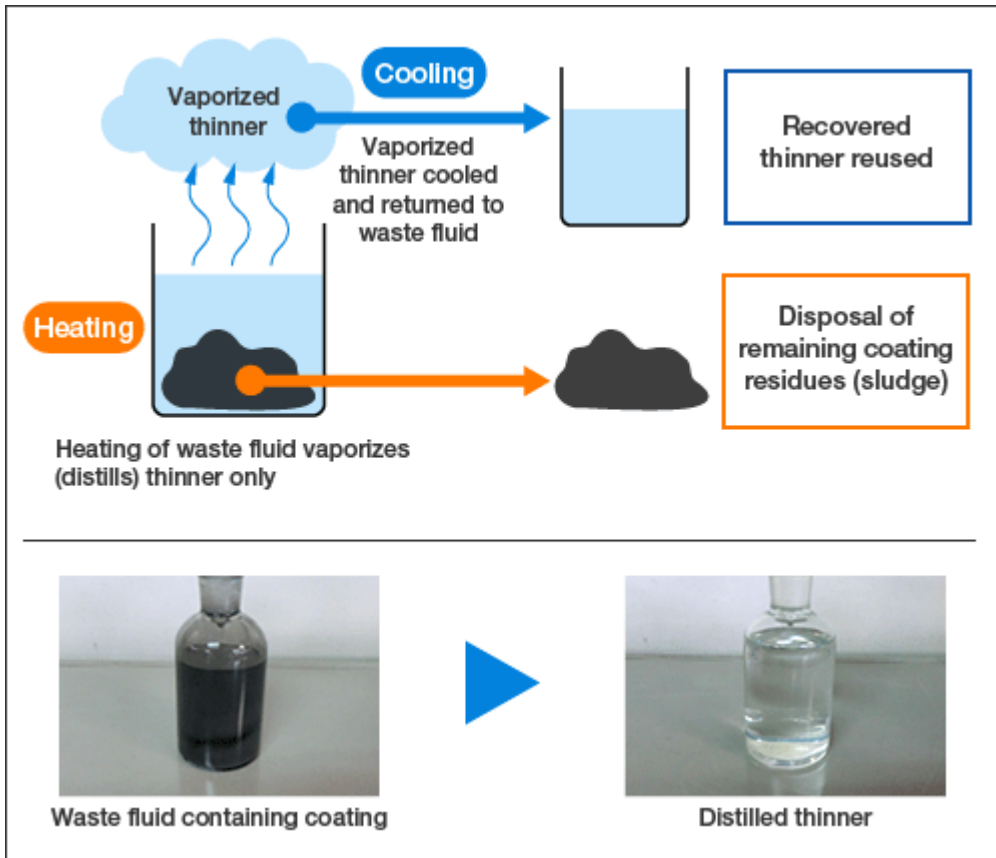 Cooling
Vaporized
thinner
Vaporized
thinner cooled
and returned to
waste fluid
Recovered
thinner reused
Heating
Disposal of
remaining coating
residues (sludge)
Heating of waste fluid vaporizes
(distills) thinner only
Waste fluid containing coating
Distilled thinner